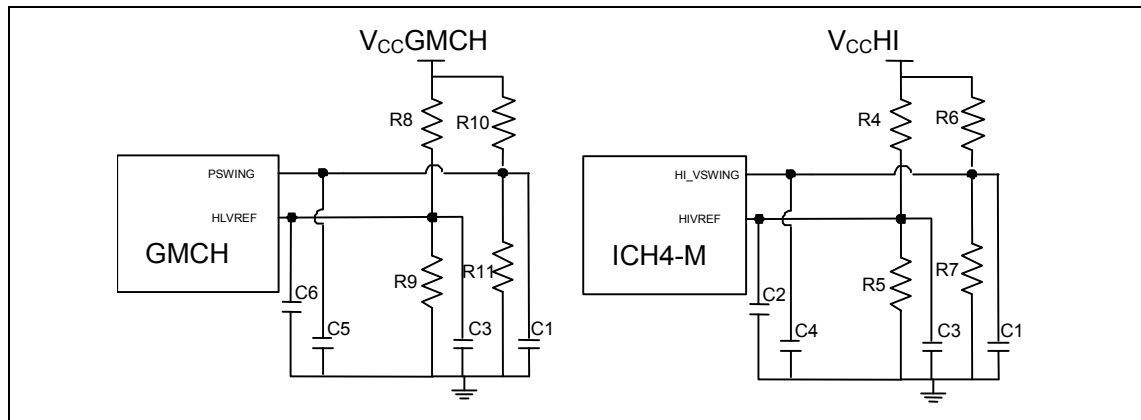 VCCGMCH
R8
R10
PSWING
HLVREF
GMCH
R9
R11
C6
C5
C3
C1
VCCHI
R4
R6
HI_VSWING
HIVREF
ICH4-M
R5
R7
C2
C4
C3
C1